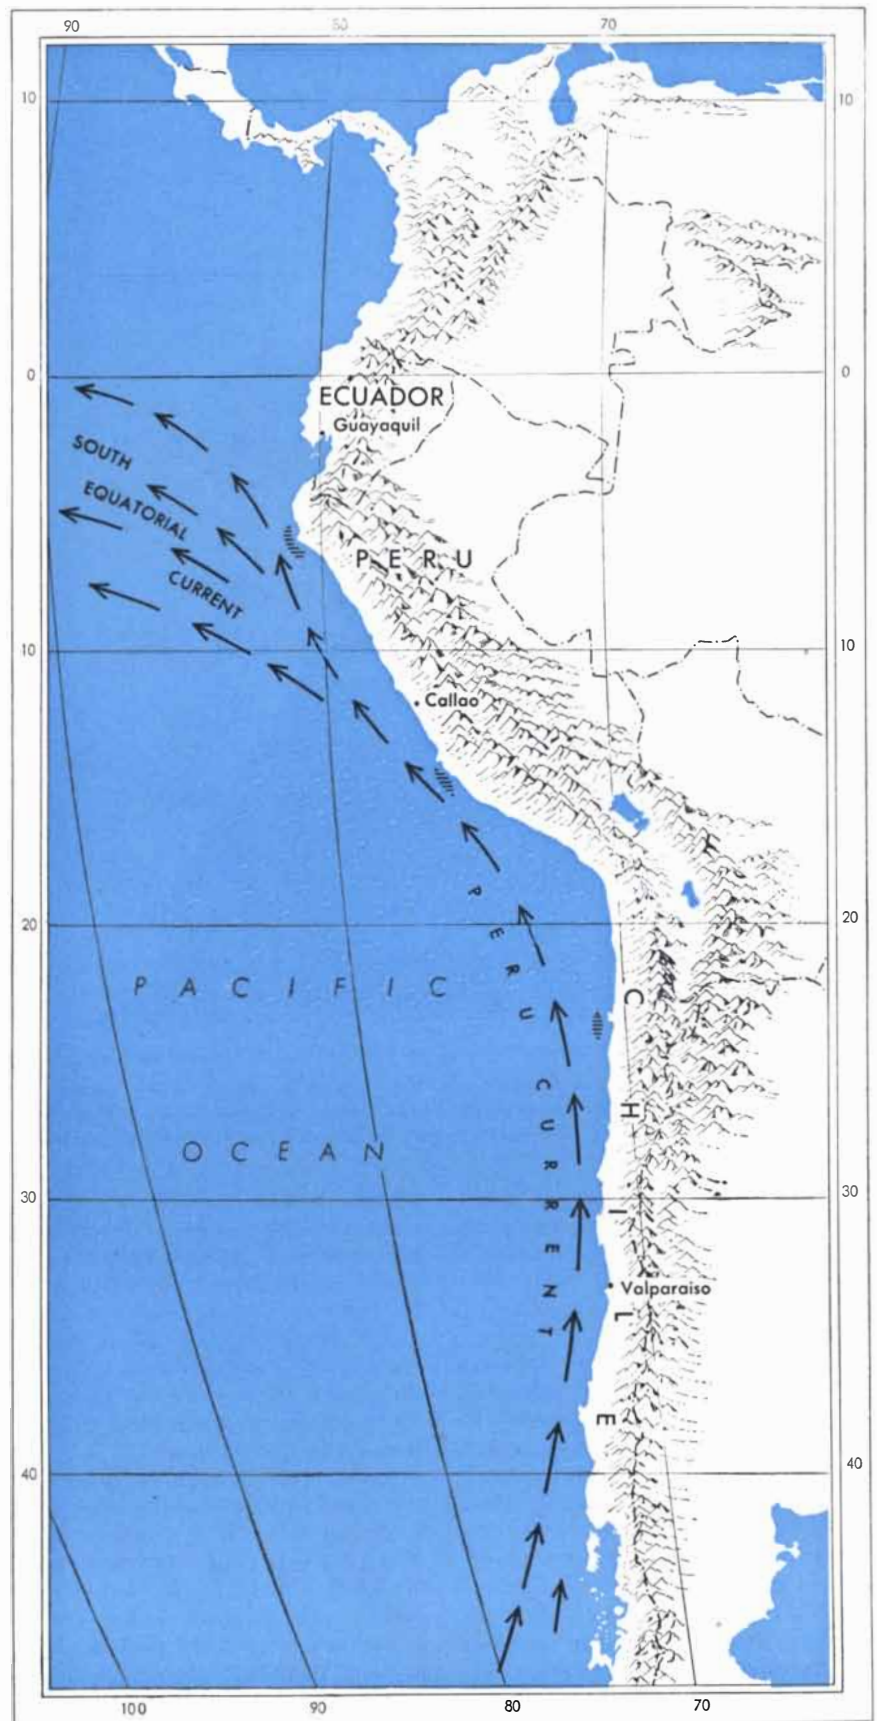 90 80 70
10 10
0 0
ECUADOR
Guayaquil
SOUTH
EQUATORIAL
CURRENT
PERU
10 10
Callao
PERU CURRENT
20 20
PACIFIC
OCEAN
CHILE
30 30
Valparaiso
40 40
100 90 80 70